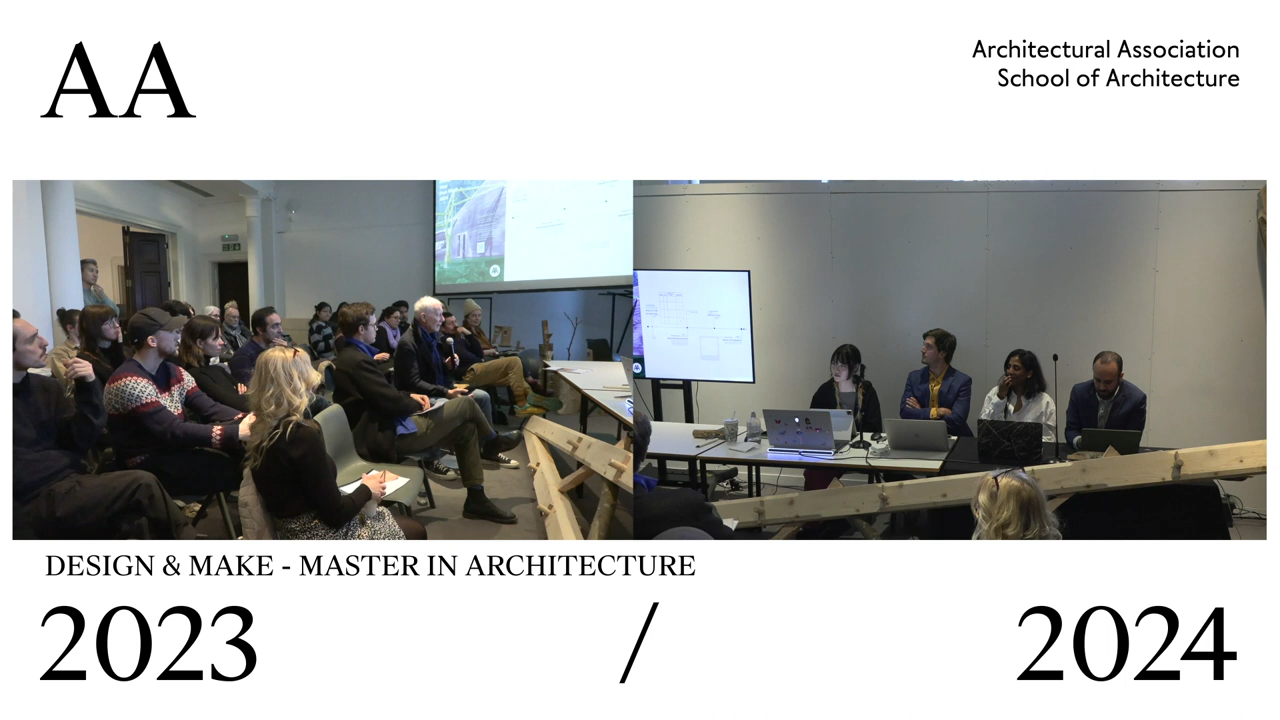 AA
Architectural Association
School of Architecture
DESIGN & MAKE - MASTER IN ARCHITECTURE
2023 / 2024